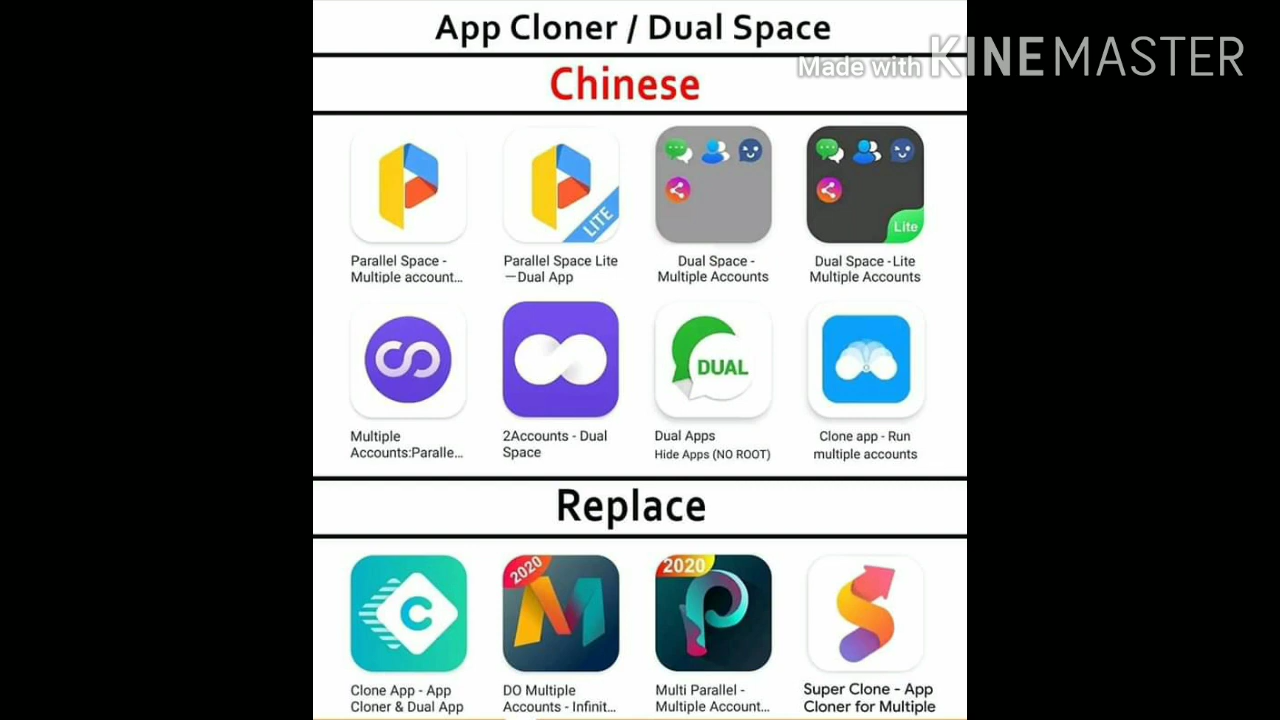 App Cloner / Dual Space
Made with KINEMASTER
Chinese
LITE
Lite
Parallel Space -
Multiple account...
Parallel Space Lite
—Dual App
Dual Space -
Multiple Accounts
Dual Space -Lite
Multiple Accounts
DUAL
Multiple
Accounts:Paralle...
2Accounts - Dual
Space
Dual Apps
Hide Apps (NO ROOT)
Clone app - Run
multiple accounts
Replace
C
2020
2020
Clone App - App
Cloner & Dual App
DO Multiple
Accounts - Infinit...
Multi Parallel -
Multiple Account...
Super Clone - App
Cloner for Multiple